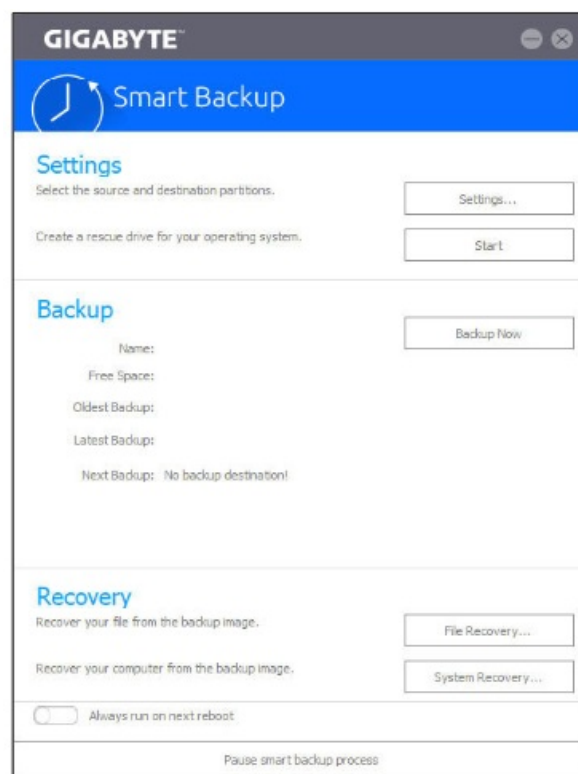 GIGABYTE™
Smart Backup
Settings
Select the source and destination partitions.
Settings...
Create a rescue drive for your operating system.
Start
Backup
Backup Now
Name:
Free Space:
Oldest Backup:
Latest Backup:
Next Backup: No backup destination!
Recovery
Recover your file from the backup image.
File Recovery...
Recover your computer from the backup image.
System Recovery...
Always run on next reboot
Pause smart backup process